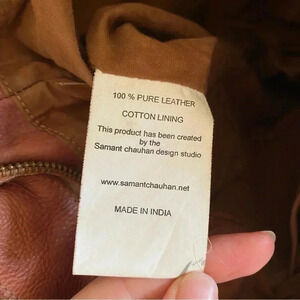 100 % PURE LEATHER
COTTON LINING
This product has been created
by the
Samant chauhan design studio
www.samantchauhan.net
MADE IN INDIA